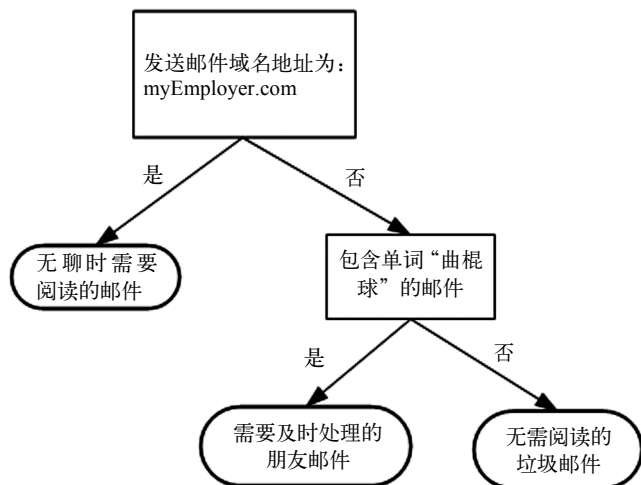 发送邮件域名地址为：
myEmployer.com
是
否
无聊时需要
阅读的邮件
包含单词“曲棍
球”的邮件
是
否
需要及时处理的
朋友邮件
无需阅读的
垃圾邮件